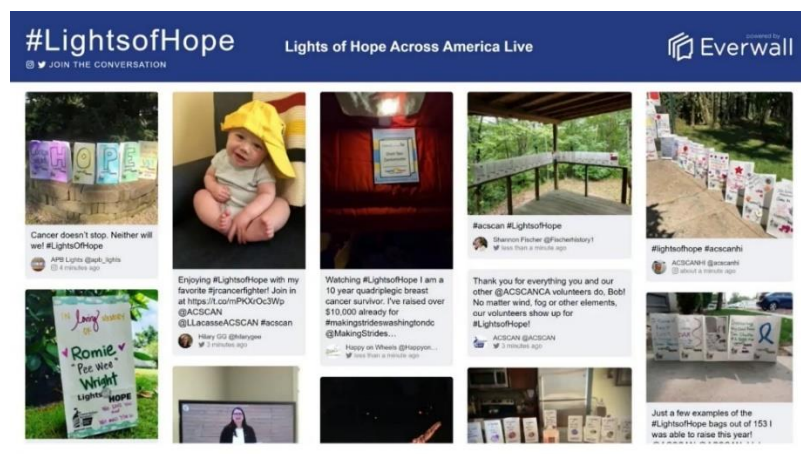 #LightsofHope
JOIN THE CONVERSATION
Lights of Hope Across America Live
powered by
Everwall
HOPE
Cancer doesn't stop. Neither will
we! #LightsOfHope
APB Lights @apb_lights
4 minutes ago
In loving memory
OF
Romie
"Pee Wee"
Wright
Lights of HOPE
Enjoying #LightsofHope with my
favorite #jrcancerfighter! Join in
at https://t.co/mPKXrOc3Wp
@ACSCAN
@LLacasseACSCAN #acscan
Hilary GG @hilarygee
3 minutes ago
Watching #LightsofHope I am a
10 year quadriplegic breast
cancer survivor. I've raised over
$10,000 already for
#makingstrideswashingtondc
@MakingStrides…
Happy on Wheels @Happyon…
less than a minute ago
#acscan #LightsofHope
Shannon Fischer @Fischerhistory1
less than a minute ago
Thank you for everything you and our
other @ACSCANCA volunteers do, Bob!
No matter wind, fog or other elements,
our volunteers show up for
#LightsofHope!
ACSCAN @ACSCAN
3 minutes ago
#lightsofhope #acscanhi
ACSCANHI @acscanhi
about a minute ago
Just a few examples of the
#LightsofHope bags out of 153 I
was able to raise this year!